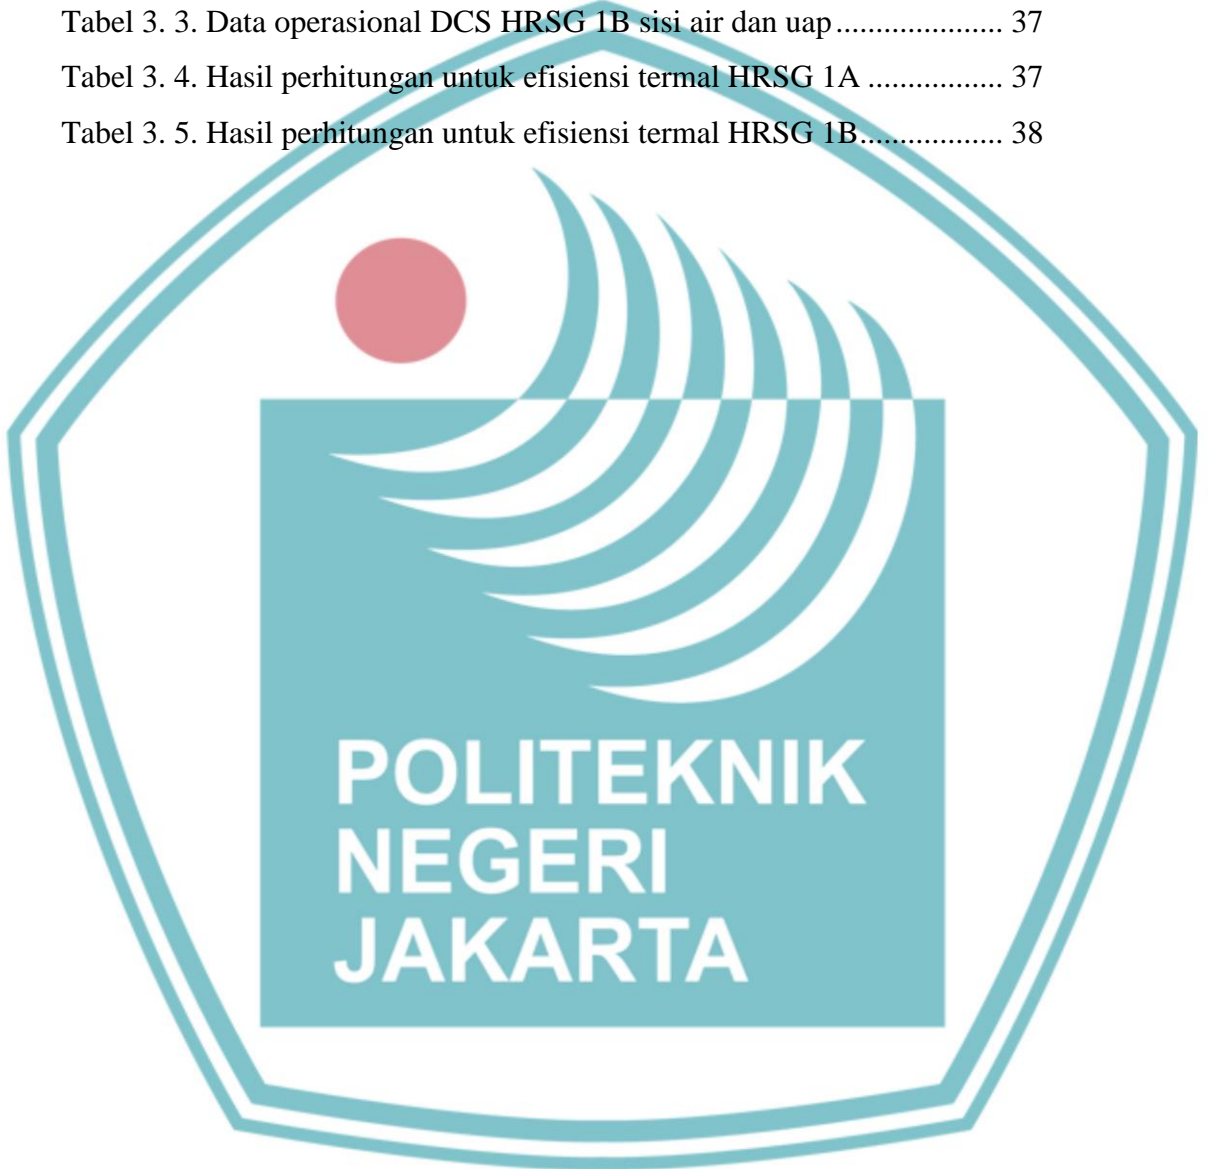 Tabel 3. 3. Data operasional DCS HRSG 1B sisi air dan uap ..................... 37
Tabel 3. 4. Hasil perhitungan untuk efisiensi termal HRSG 1A ................. 37
Tabel 3. 5. Hasil perhitungan untuk efisiensi termal HRSG 1B.................. 38
POLITEKNIK
NEGERI
JAKARTA